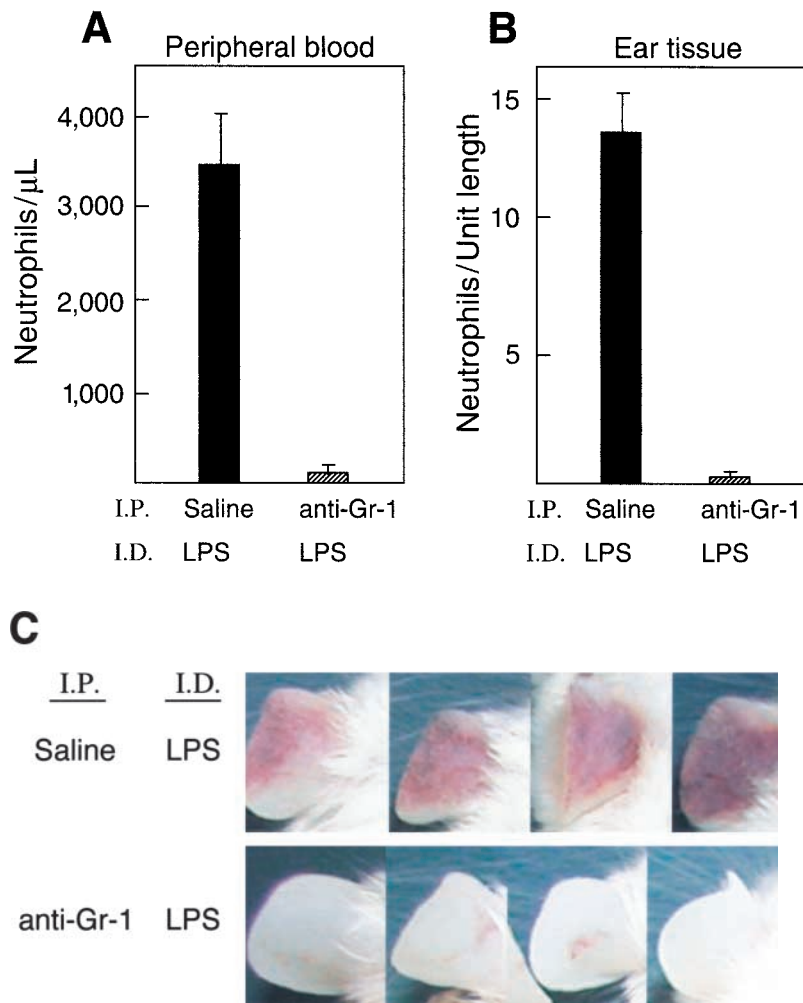 A
Peripheral blood
Neutrophils/μL
4,000
3,000
2,000
1,000
I.P. Saline anti-Gr-1
I.D. LPS LPS
B
Ear tissue
Neutrophils/Unit length
15
10
5
I.P. Saline anti-Gr-1
I.D. LPS LPS
C
I.P. I.D.
Saline LPS
anti-Gr-1 LPS